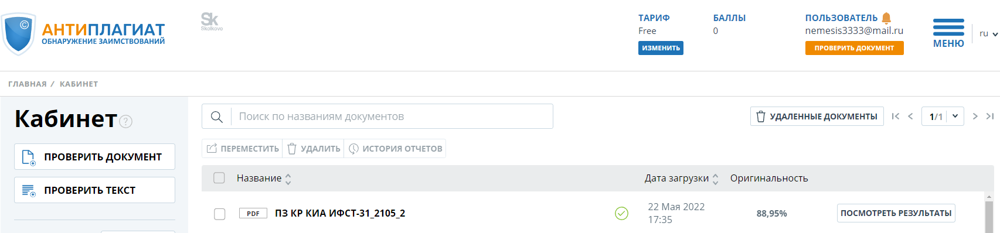 ©
АНТИПЛАГИАТ
ОБНАРУЖЕНИЕ ЗАИМСТВОВАНИЙ
Sk
Skolkovo
ТАРИФ
Free
ИЗМЕНИТЬ
БАЛЛЫ
0
ПОЛЬЗОВАТЕЛЬ
nemesis3333@mail.ru
ПРОВЕРИТЬ ДОКУМЕНТ
МЕНЮ
ru
ГЛАВНАЯ / КАБИНЕТ
Кабинет ?
ПРОВЕРИТЬ ДОКУМЕНТ
ПРОВЕРИТЬ ТЕКСТ
Поиск по названиям документов
УДАЛЕННЫЕ ДОКУМЕНТЫ
1/1
ПЕРЕМЕСТИТЬ УДАЛИТЬ ИСТОРИЯ ОТЧЕТОВ
Название Дата загрузки Оригинальность
PDF ПЗ КР КИА ИФСТ-31_2105_2
22 Мая 2022
17:35
88,95%
ПОСМОТРЕТЬ РЕЗУЛЬТАТЫ